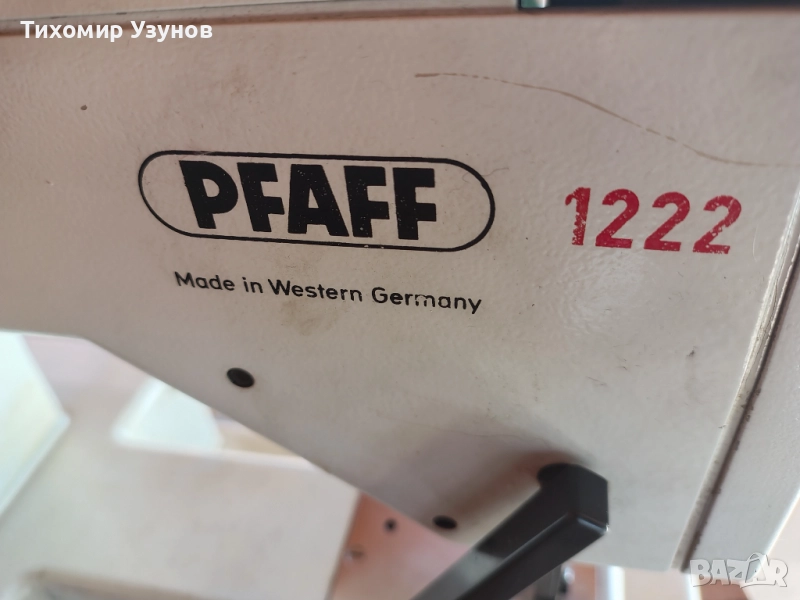 Тихомир Узунов
PFAFF 1222
Made in Western Germany
BAZAR